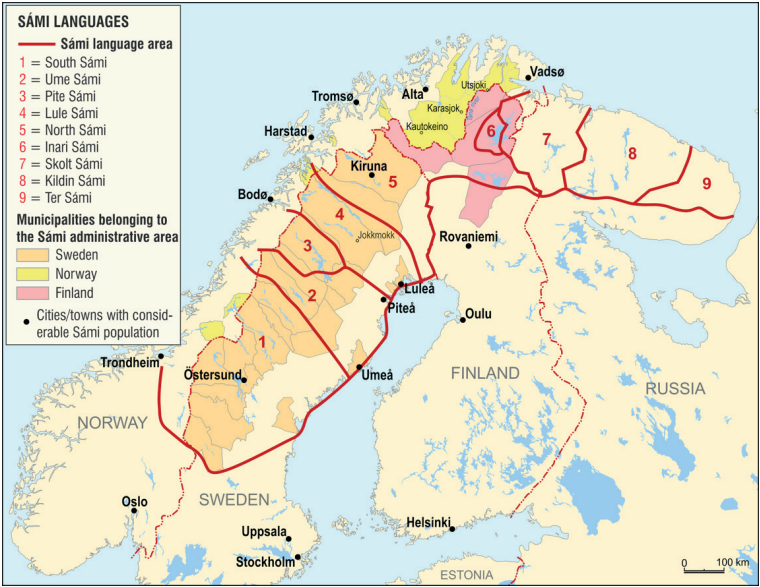 SÁMI LANGUAGES
Sámi language area
1 = South Sámi
2 = Ume Sámi
3 = Pite Sámi
4 = Lule Sámi
5 = North Sámi
6 = Inari Sámi
7 = Skolt Sámi
8 = Kildin Sámi
9 = Ter Sámi
Municipalities belonging to
the Sámi administrative area
Sweden
Norway
Finland
Cities/towns with consid-
erable Sámi population
Vadsø
Utsjoki
Alta
Tromsø
Karasjok
Kautokeino
Harstad
6
7
8
9
Kiruna
5
Bodø
4
Jokkmokk
3
Rovaniemi
Luleå
2
Piteå
Oulu
1
Trondheim
Östersund
Umeå
FINLAND
RUSSIA
NORWAY
SWEDEN
Oslo
Helsinki
Uppsala
Stockholm
ESTONIA
0 100 km